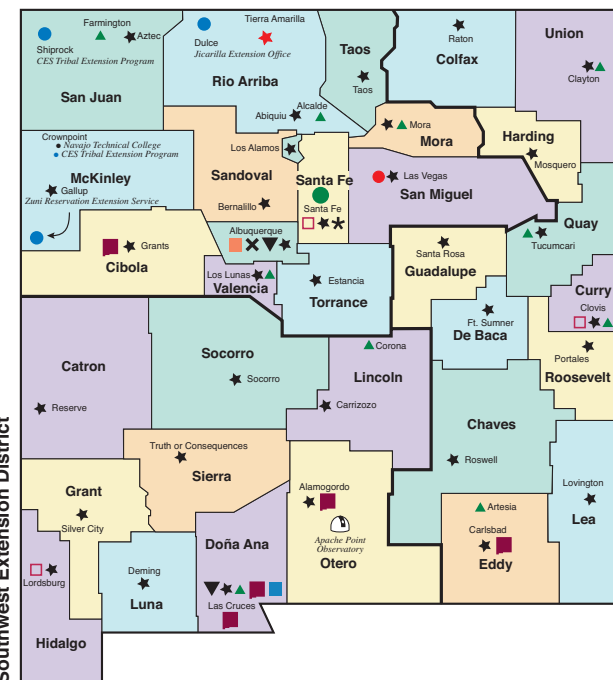 Farmington
Aztec
Shiprock
CES Tribal Extension Program
San Juan
Tierra Amarilla
Dulce
Jicarilla Extension Office
Rio Arriba
Abiquiu
Alcalde
Taos
Taos
Raton
Colfax
Union
Clayton
Crownpoint
Navajo Technical College
CES Tribal Extension Program
McKinley
Gallup
Zuni Reservation Extension Service
Los Alamos
Sandoval
Bernalillo
Santa Fe
Santa Fe
Mora
Mora
Harding
Mosquero
Las Vegas
San Miguel
Quay
Tucumcari
Grants
Cibola
Albuquerque
Los Lunas
Valencia
Estancia
Torrance
Santa Rosa
Guadalupe
Curry
Clovis
Ft. Sumner
De Baca
Portales
Roosevelt
Catron
Reserve
Socorro
Socorro
Corona
Lincoln
Carrizozo
Chaves
Roswell
Truth or Consequences
Sierra
Grant
Silver City
Alamogordo
Apache Point
Observatory
Otero
Artesia
Carlsbad
Eddy
Lovington
Lea
Lordsburg
Hidalgo
Deming
Luna
Doña Ana
Las Cruces
Southwest Extension District